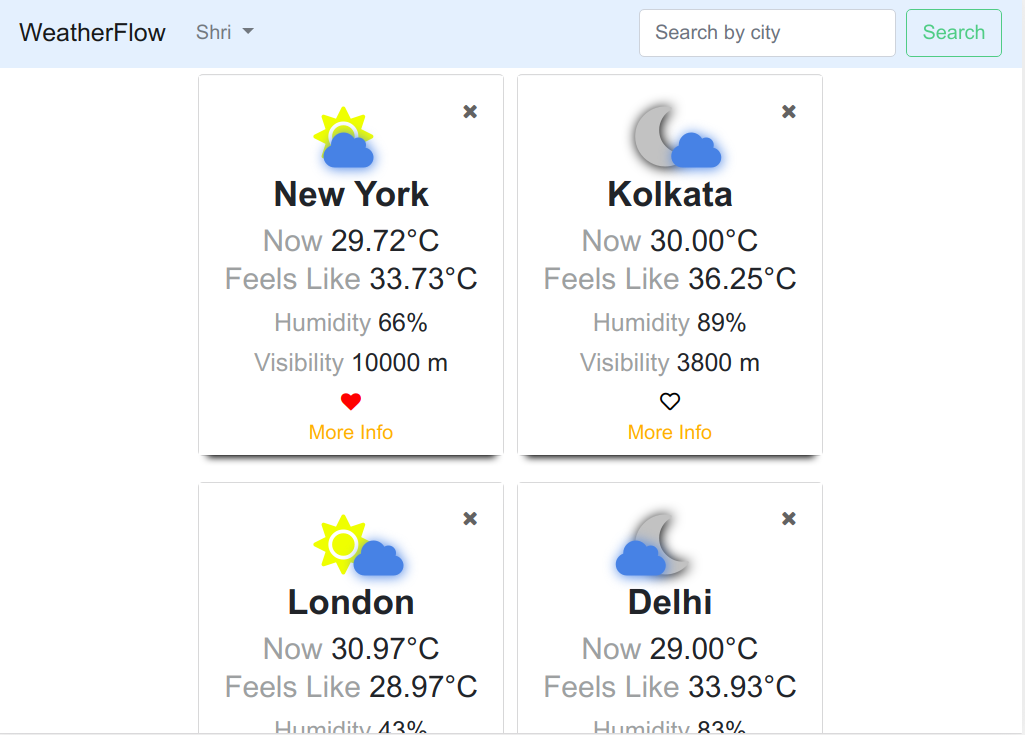 WeatherFlow Shri Search by city Search
New York
Now 29.72°C
Feels Like 33.73°C
Humidity 66%
Visibility 10000 m
More Info
Kolkata
Now 30.00°C
Feels Like 36.25°C
Humidity 89%
Visibility 3800 m
More Info
London
Now 30.97°C
Feels Like 28.97°C
Humidity 43%
Delhi
Now 29.00°C
Feels Like 33.93°C
Humidity 83%